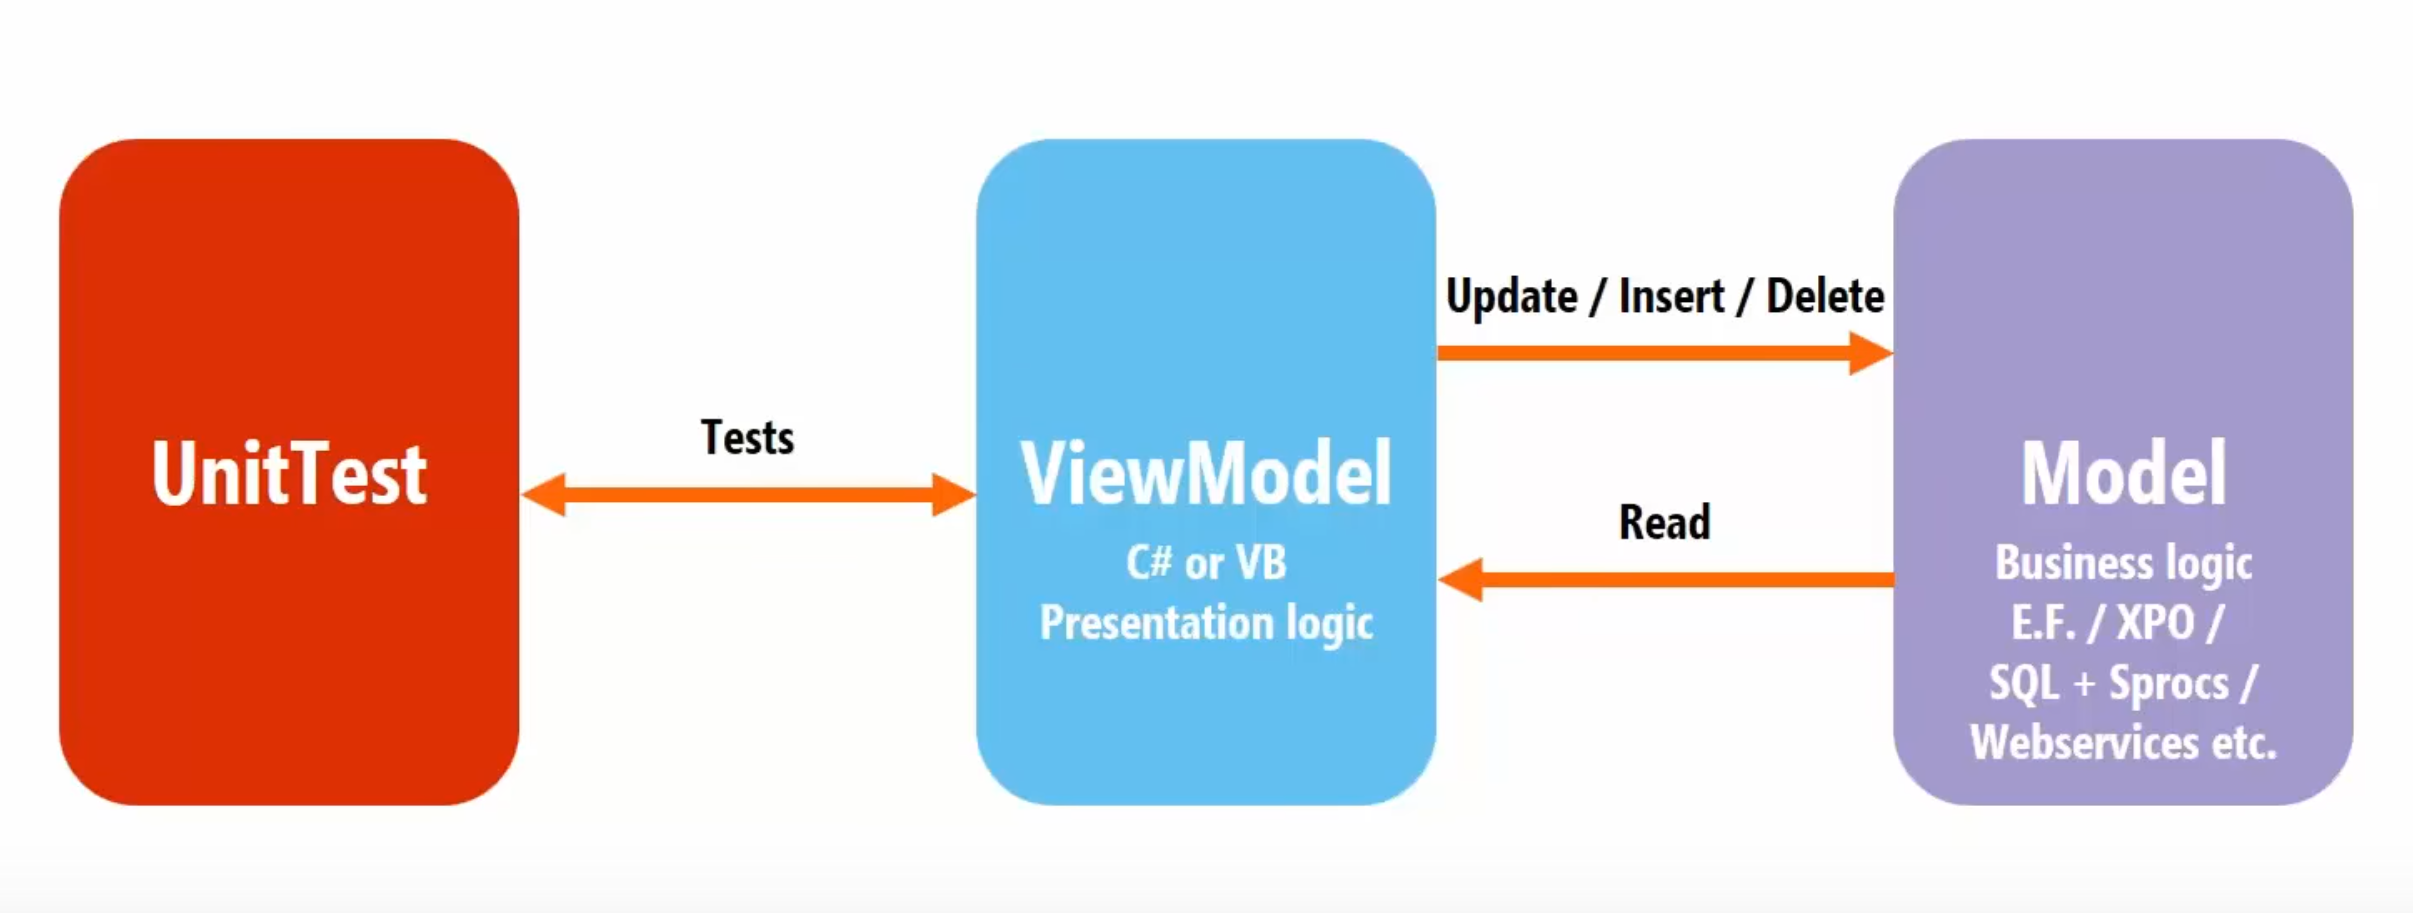 UnitTest
Tests
ViewModel
C# or VB
Presentation logic
Update / Insert / Delete
Read
Model
Business logic
E.F. / XPO /
SQL + Sprocs /
Webservices etc.